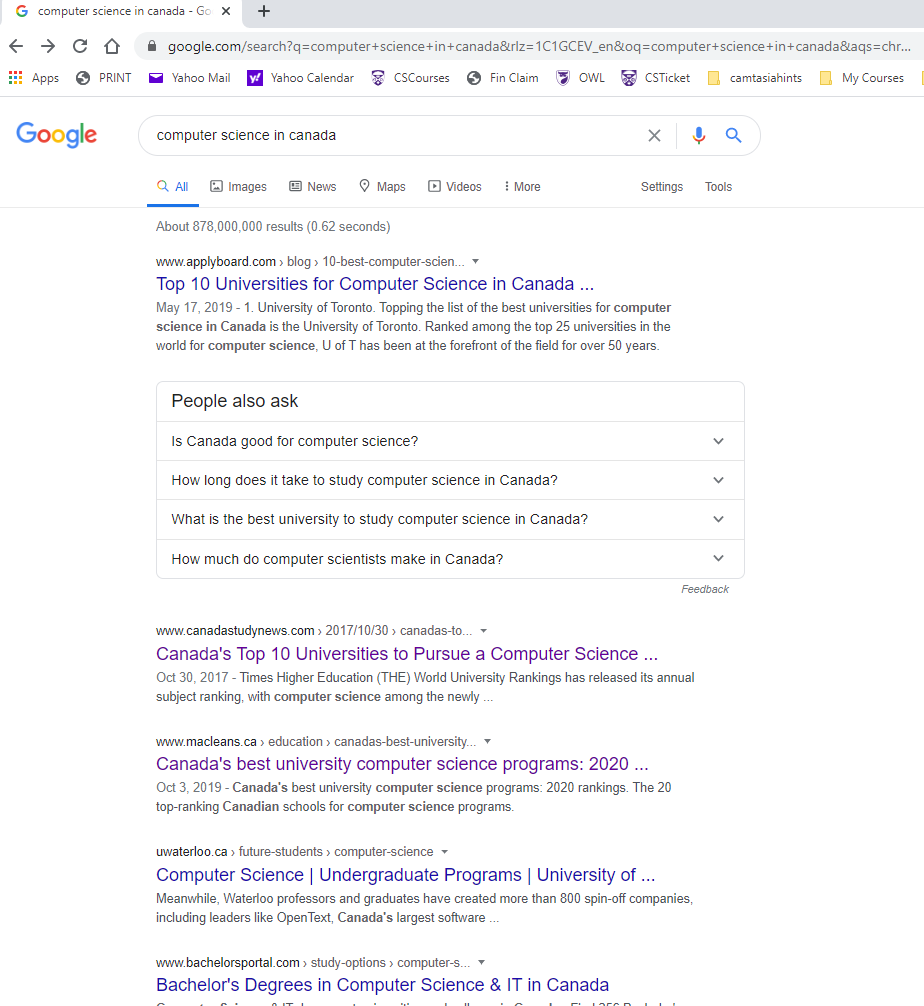 computer science in canada - Go
google.com/search?q=computer+science+in+canada&rlz=1C1GCEV_en&oq=computer+science+in+canada&aqs=chr...
Apps PRINT Yahoo Mail Yahoo Calendar CSCourses Fin Claim OWL CSTicket camtasiahints My Courses
Google
computer science in canada
All Images News Maps Videos More Settings Tools
About 878,000,000 results (0.62 seconds)
www.applyboard.com › blog › 10-best-computer-scien...
Top 10 Universities for Computer Science in Canada ...
May 17, 2019 - 1. University of Toronto. Topping the list of the best universities for computer
science in Canada is the University of Toronto. Ranked among the top 25 universities in the
world for computer science, U of T has been at the forefront of the field for over 50 years.
People also ask
Is Canada good for computer science?
How long does it take to study computer science in Canada?
What is the best university to study computer science in Canada?
How much do computer scientists make in Canada?
Feedback
www.canadastudynews.com › 2017/10/30 › canadas-to...
Canada's Top 10 Universities to Pursue a Computer Science ...
Oct 30, 2017 - Times Higher Education (THE) World University Rankings has released its annual
subject ranking, with computer science among the newly ...
www.macleans.ca › education › canadas-best-university...
Canada's best university computer science programs: 2020 ...
Oct 3, 2019 - Canada's best university computer science programs: 2020 rankings. The 20
top-ranking Canadian schools for computer science programs.
uwaterloo.ca › future-students › computer-science
Computer Science | Undergraduate Programs | University of ...
Meanwhile, Waterloo professors and graduates have created more than 800 spin-off companies,
including leaders like OpenText, Canada's largest software ...
www.bachelorsportal.com › study-options › computer-s...
Bachelor's Degrees in Computer Science & IT in Canada